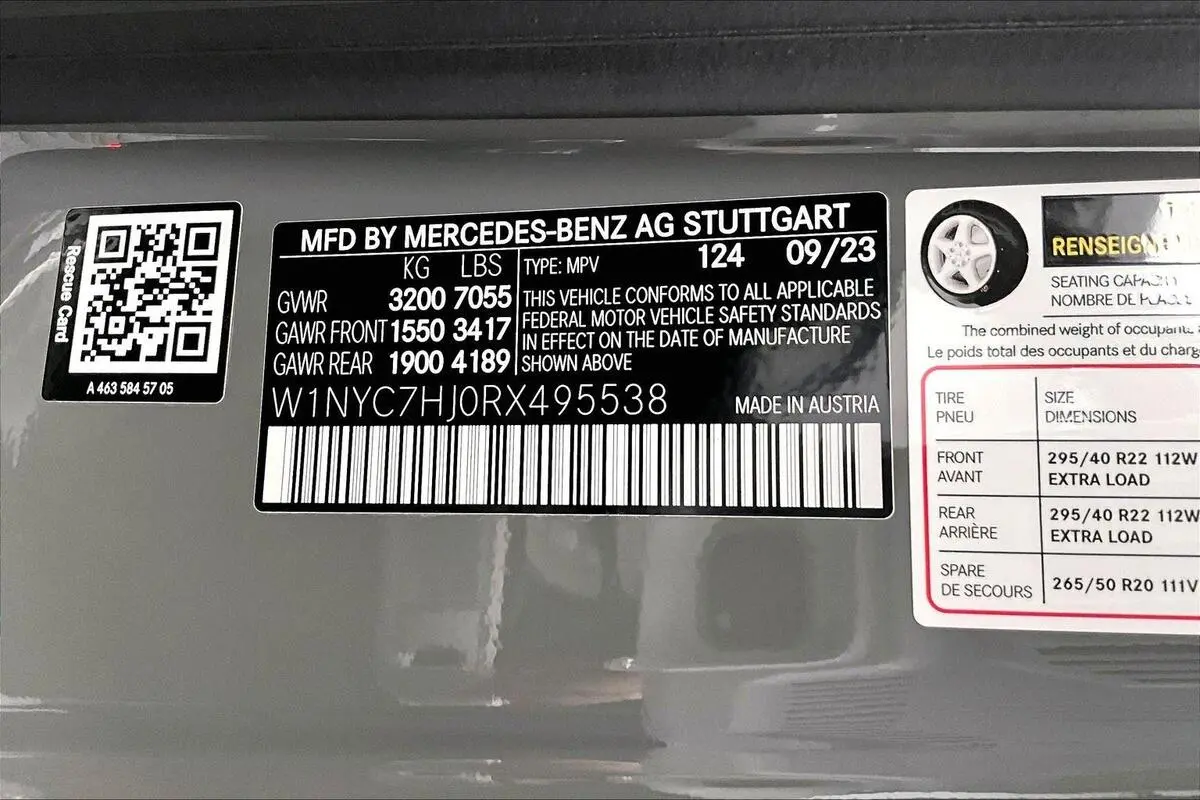 Rescue Card
A 463 584 57 05
MFD BY MERCEDES-BENZ AG STUTTGART
KG LBS
GVWR 3200 7055
GAWR FRONT 1550 3417
GAWR REAR 1900 4189
124 09/23
TYPE: MPV
THIS VEHICLE CONFORMS TO ALL APPLICABLE
FEDERAL MOTOR VEHICLE SAFETY STANDARDS
IN EFFECT ON THE DATE OF MANUFACTURE
SHOWN ABOVE
W1NYC7HJ0RX495538
MADE IN AUSTRIA
SEATING CAPACITY
NOMBRE DE
The combined weight of
Le poids total des occupants et du
TIRE SIZE
PNEU DIMENSIONS
FRONT 295/40 R22 112W
AVANT EXTRA LOAD
REAR 295/40 R22 112W
ARRIÈRE EXTRA LOAD
SPARE 265/50 R20 111V
DE SECOURS